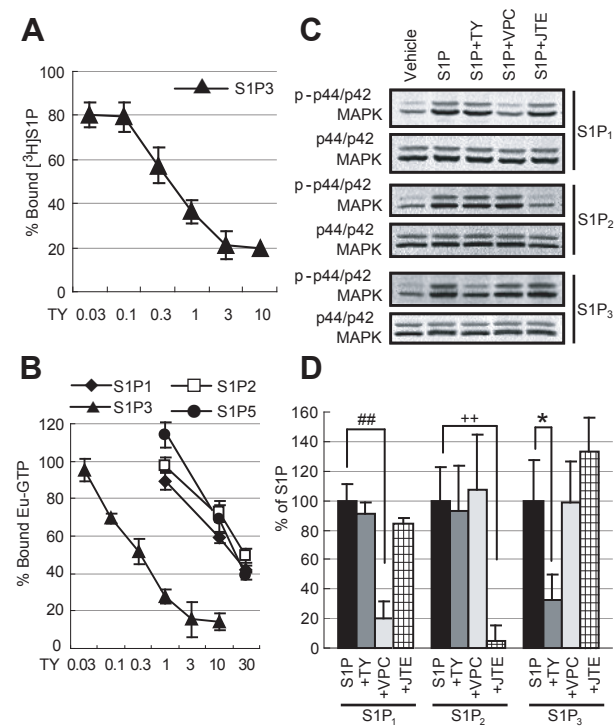 A
S1P3
% Bound [³H]S1P
100
80
60
40
20
0
TY 0.03 0.1 0.3 1 3 10
B
S1P1 S1P2
S1P3 S1P5
% Bound Eu-GTP
120
100
80
60
40
20
0
TY 0.03 0.1 0.3 1 3 10 30
C
Vehicle S1P S1P+TY S1P+VPC S1P+JTE
p-p44/p42
MAPK
p44/p42
MAPK
S1P₁
p-p44/p42
MAPK
p44/p42
MAPK
S1P₂
p-p44/p42
MAPK
p44/p42
MAPK
S1P₃
D
% of S1P
160
140
120
100
80
60
40
20
0
## ++ *
S1P +TY +VPC +JTE S1P +TY +VPC +JTE S1P +TY +VPC +JTE
S1P₁ S1P₂ S1P₃